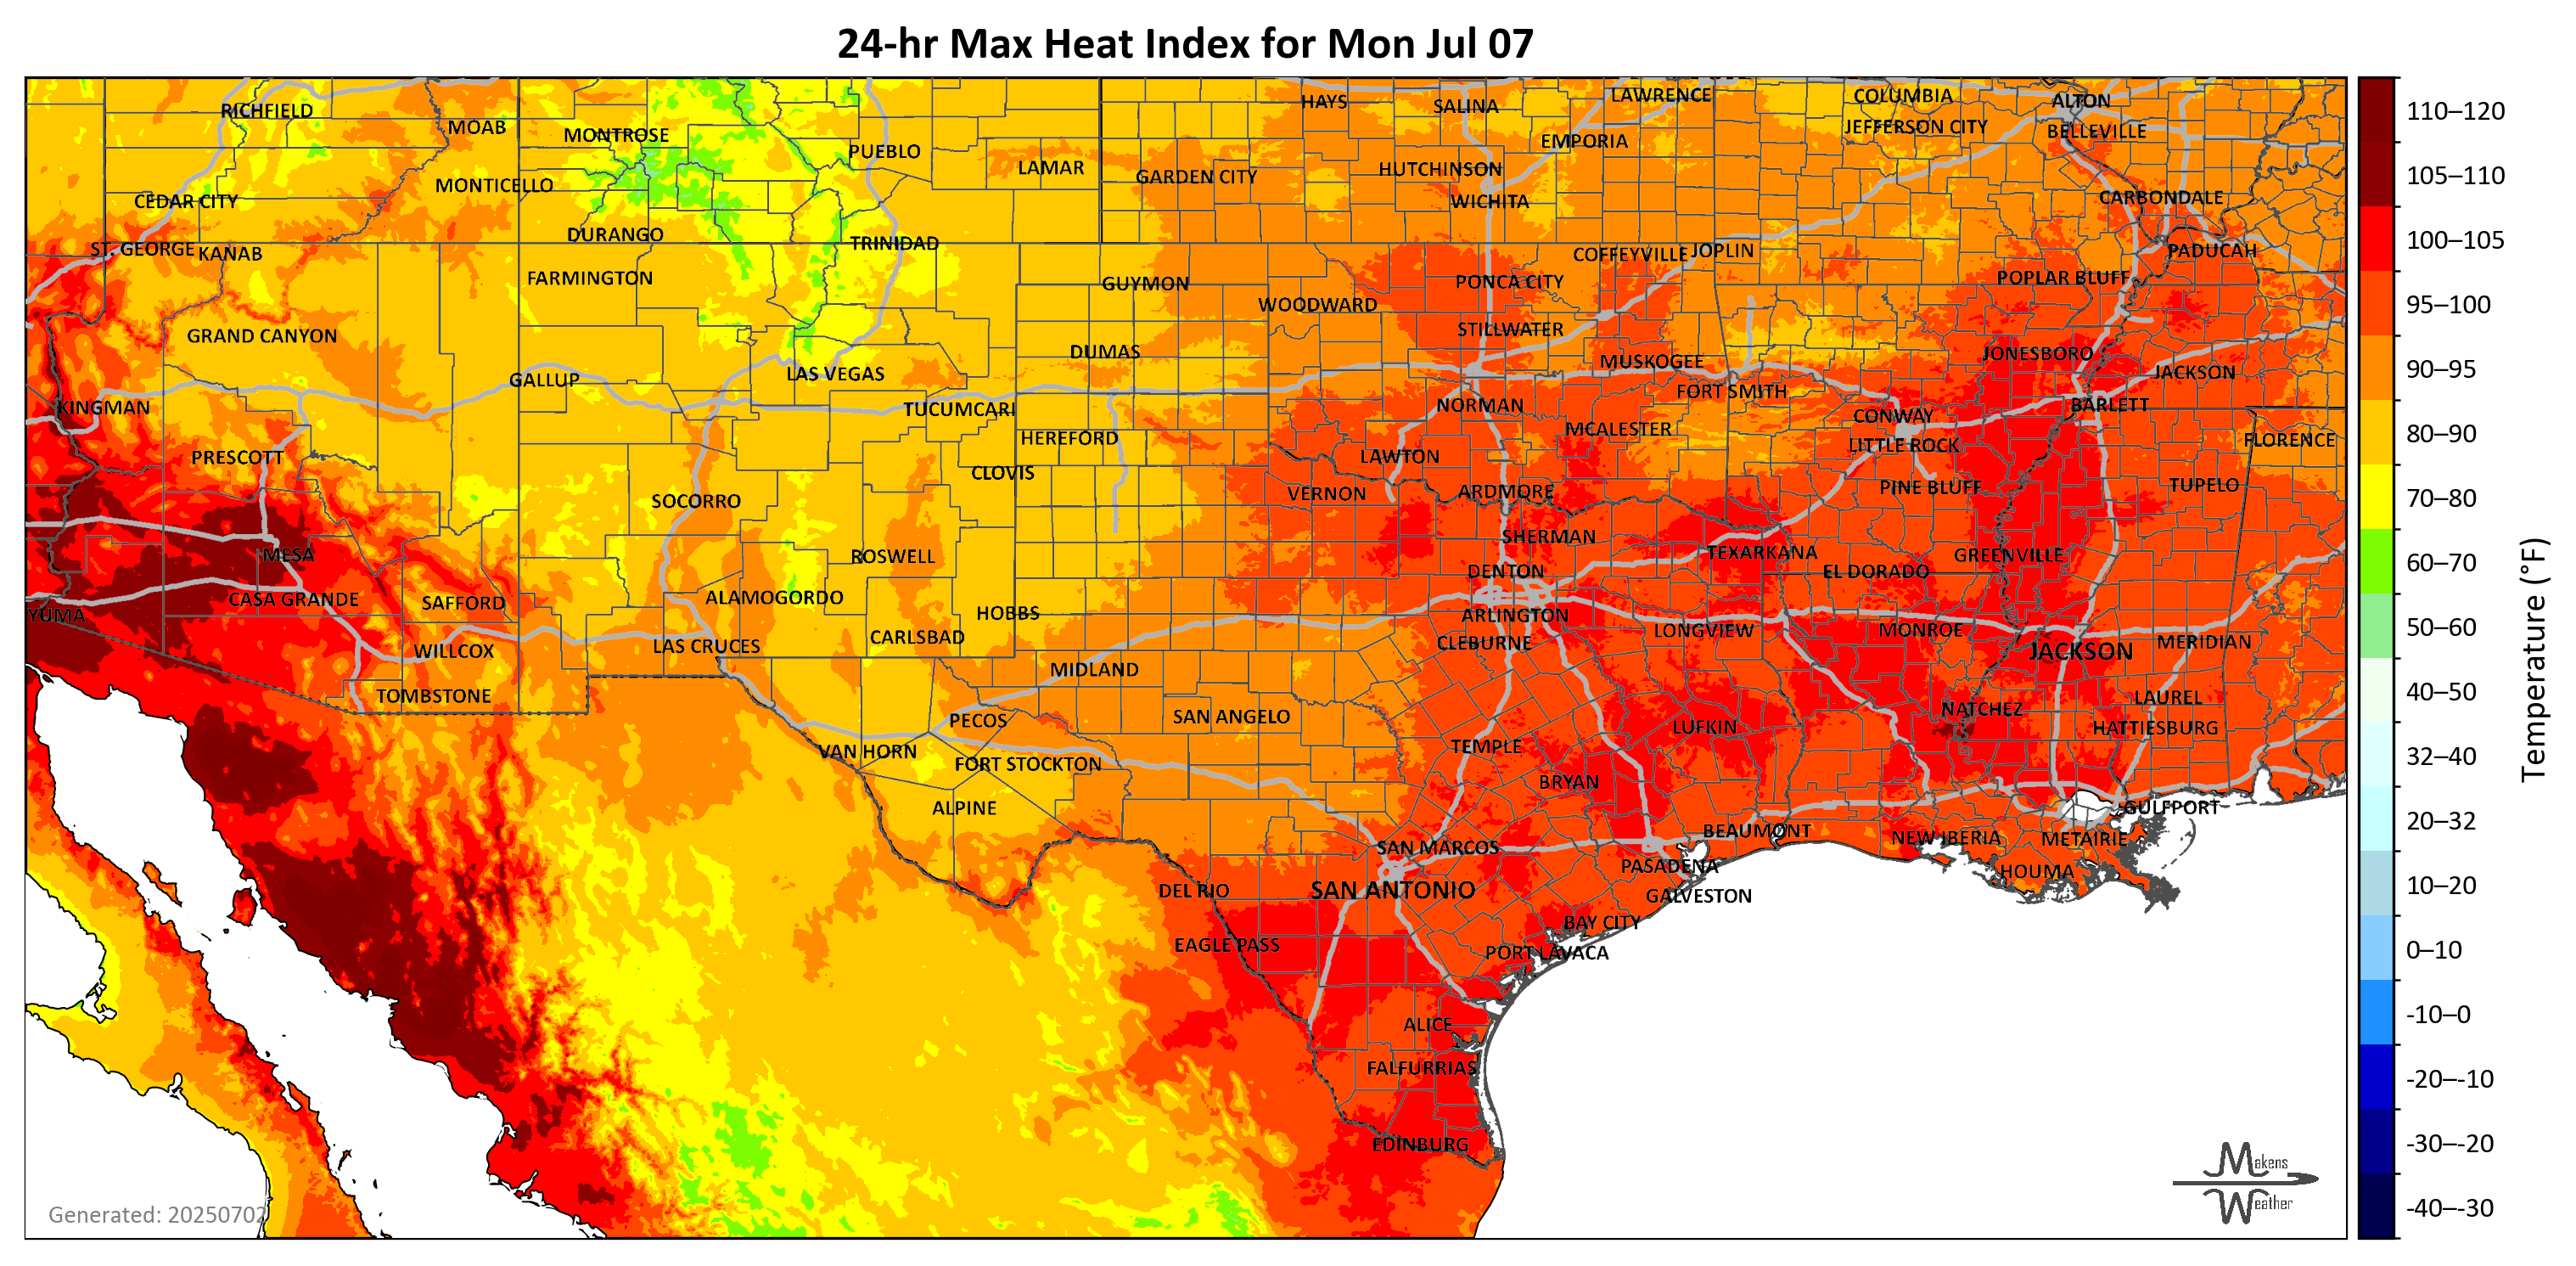 24-hr Max Heat Index for Mon Jul 07
RICHFIELD
MOAB
MONTROSE
PUEBLO
LAMAR
GARDEN CITY
HAYS
SALINA
LAWRENCE
EMPORIA
HUTCHINSON
WICHITA
COLUMBIA
JEFFERSON CITY
ALTON
BELLEVILLE
CARBONDALE
MONTICELLO
CEDAR CITY
DURANGO
TRINIDAD
ST. GEORGE
KANAB
FARMINGTON
GUYMON
WOODWARD
PONCA CITY
COFFEYVILLE
JOPLIN
POPLAR BLUFF
PADUCAH
GRAND CANYON
DUMAS
STILLWATER
MUSKOGEE
JONESBORO
JACKSON
GALLUP
LAS VEGAS
FORT SMITH
KINGMAN
TUCUMCARI
NORMAN
CONWAY
BARLETT
HEREFORD
MCALESTER
LITTLE ROCK
FLORENCE
PRESCOTT
CLOVIS
LAWTON
SOCORRO
VERNON
ARDMORE
PINE BLUFF
TUPELO
MESA
ROSWELL
SHERMAN
TEXARKANA
GREENVILLE
DENTON
EL DORADO
CASA GRANDE
SAFFORD
ALAMOGORDO
HOBBS
YUMA
ARLINGTON
LAS CRUCES
CARLSBAD
CLEBURNE
LONGVIEW
MONROE
JACKSON
MERIDIAN
WILLCOX
MIDLAND
TOMBSTONE
PECOS
SAN ANGELO
LUFKIN
NATCHEZ
LAUREL
HATTIESBURG
VAN HORN
FORT STOCKTON
TEMPLE
BRYAN
ALPINE
GULFPORT
SAN MARCOS
BEAUMONT
NEW IBERIA
METAIRIE
PASADENA
HOUMA
DEL RIO
SAN ANTONIO
GALVESTON
BAY CITY
EAGLE PASS
PORT LAVACA
ALICE
FALFURRIAS
EDINBURG
Generated: 20250702
Makens
Weather
110–120
105–110
100–105
95–100
90–95
80–90
70–80
60–70
50–60
40–50
32–40
20–32
10–20
0–10
-10–0
-20–-10
-30–-20
-40–-30
Temperature (°F)